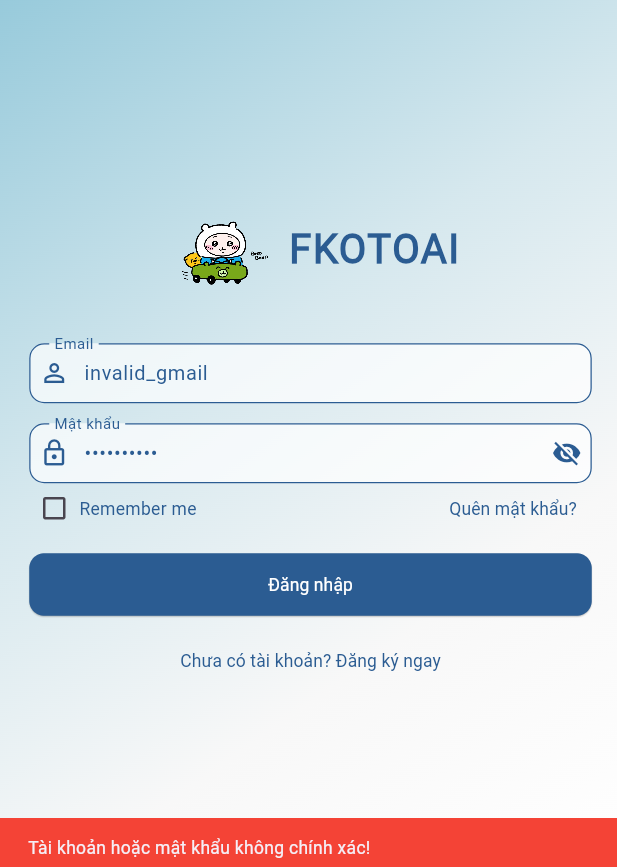 FKOTOAI
Email
invalid_gmail
Mật khẩu
••••••••••
Remember me
Quên mật khẩu?
Đăng nhập
Chưa có tài khoản? Đăng ký ngay
Tài khoản hoặc mật khẩu không chính xác!